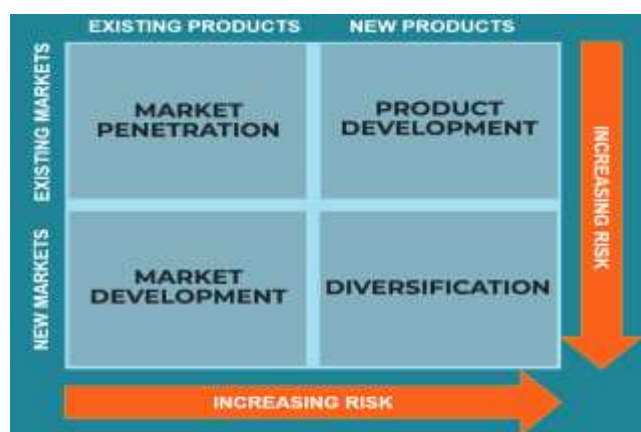 EXISTING PRODUCTS NEW PRODUCTS
EXISTING MARKETS
MARKET
PENETRATION
PRODUCT
DEVELOPMENT
INCREASING RISK
NEW MARKETS
MARKET
DEVELOPMENT
DIVERSIFICATION
INCREASING RISK